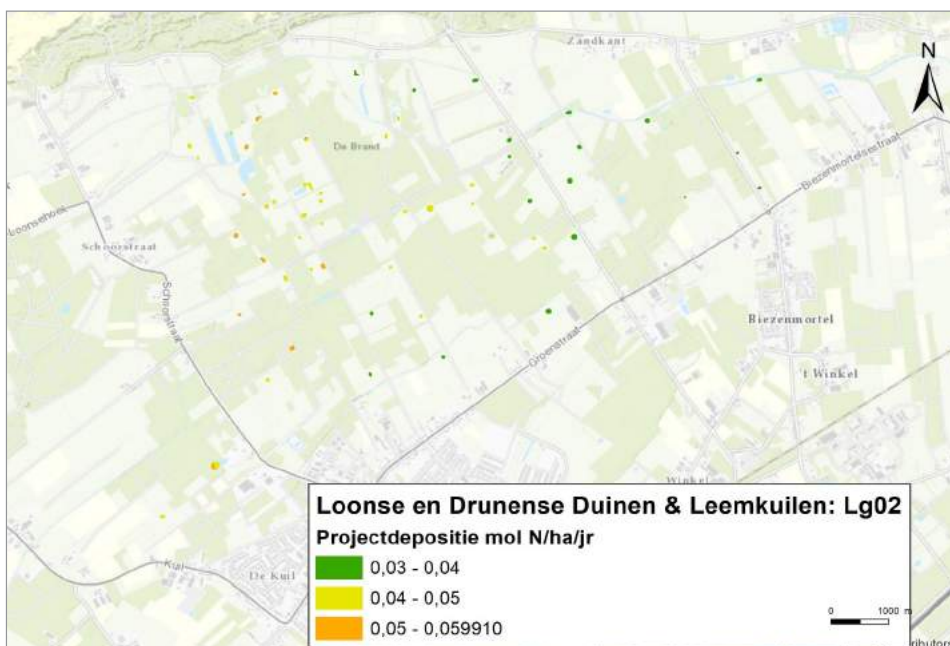 Zandkant
N
De Brand
Biezenmortelsestraat
Loonsehoek
Schoorstraat
Schoorstraat
Biezenmortel
Groenstraat
't Winkel
Winkel
Loonse en Drunense Duinen & Leemkuilen: Lg02
Projectdepositie mol N/ha/jr
0,03 - 0,04
Kuil
De Kuil
0,04 - 0,05
0 1000 m
0,05 - 0,059910